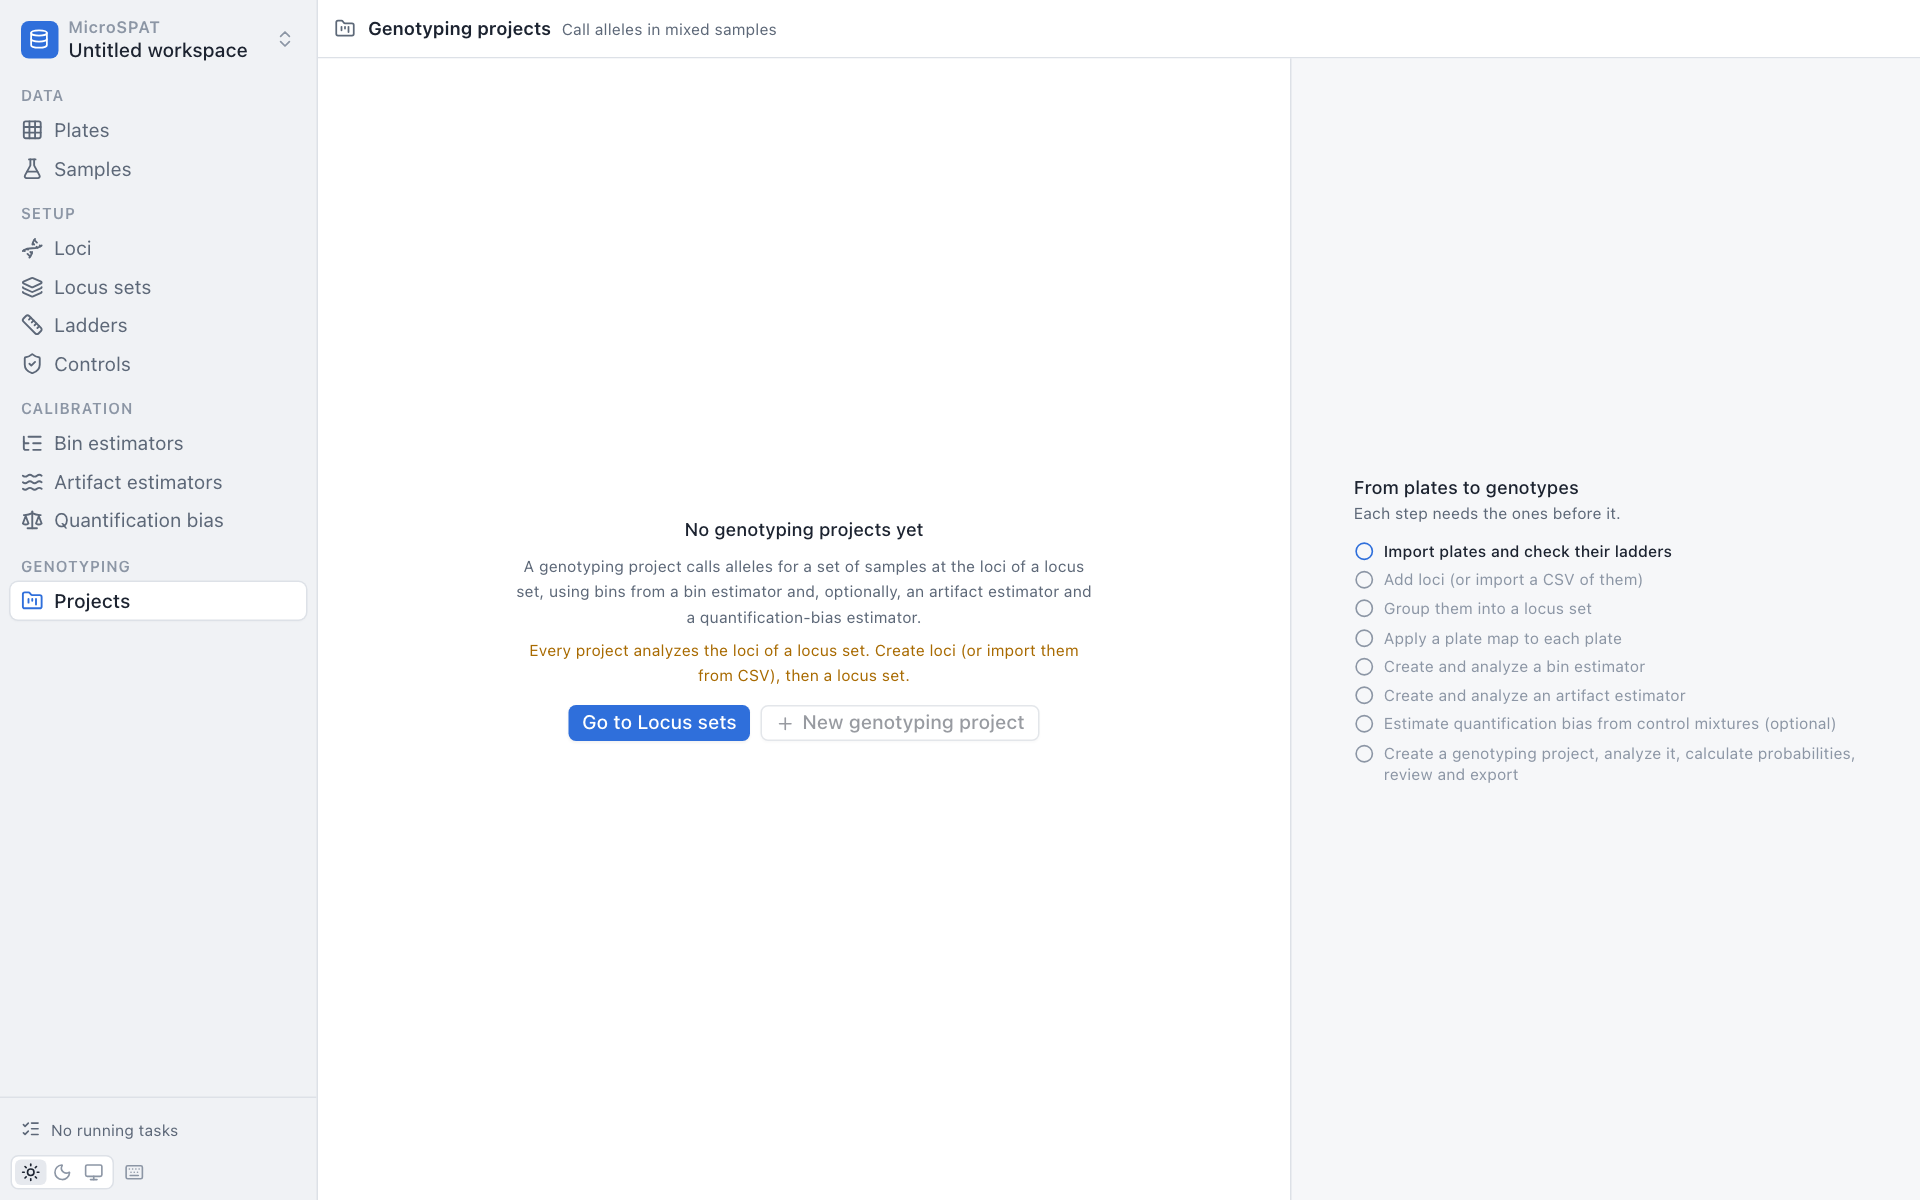 MicroSPAT
Untitled workspace
DATA
Plates
Samples
SETUP
Loci
Locus sets
Ladders
Controls
CALIBRATION
Bin estimators
Artifact estimators
Quantification bias
GENOTYPING
Projects
No running tasks
Genotyping projects Call alleles in mixed samples
No genotyping projects yet
A genotyping project calls alleles for a set of samples at the loci of a locus
set, using bins from a bin estimator and, optionally, an artifact estimator and
a quantification-bias estimator.
Every project analyzes the loci of a locus set. Create loci (or import them
from CSV), then a locus set.
Go to Locus sets
New genotyping project
From plates to genotypes
Each step needs the ones before it.
Import plates and check their ladders
Add loci (or import a CSV of them)
Group them into a locus set
Apply a plate map to each plate
Create and analyze a bin estimator
Create and analyze an artifact estimator
Estimate quantification bias from control mixtures (optional)
Create a genotyping project, analyze it, calculate probabilities,
review and export